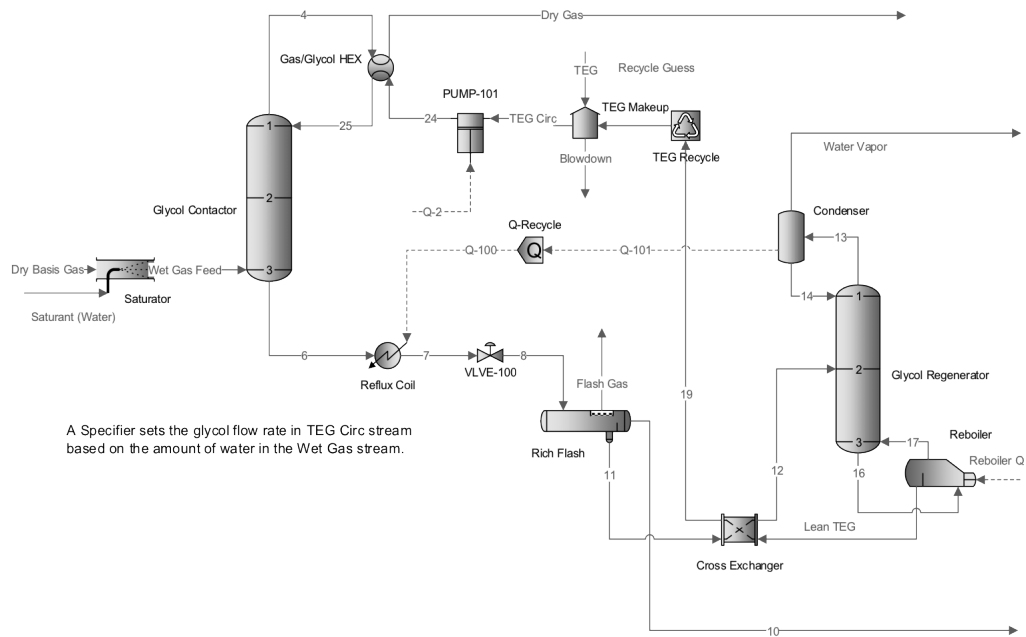 4
Dry Gas
Gas/Glycol HEX
TEG
Recycle Guess
PUMP-101
TEG Makeup
1
25
24
TEG Circ
Blowdown
TEG Recycle
Water Vapor
2
Glycol Contactor
Q-2
Q-Recycle
Condenser
Q-100
Q
Q-101
13
Dry Basis Gas
Wet Gas Feed
3
Saturator
Saturant (Water)
14
1
6
7
8
VLVE-100
Reflux Coil
Flash Gas
19
2
Glycol Regenerator
A Specifier sets the glycol flow rate in TEG Circ stream
based on the amount of water in the Wet Gas stream.
Rich Flash
3
17
Reboiler
11
12
16
Reboiler Q
Lean TEG
Cross Exchanger
10